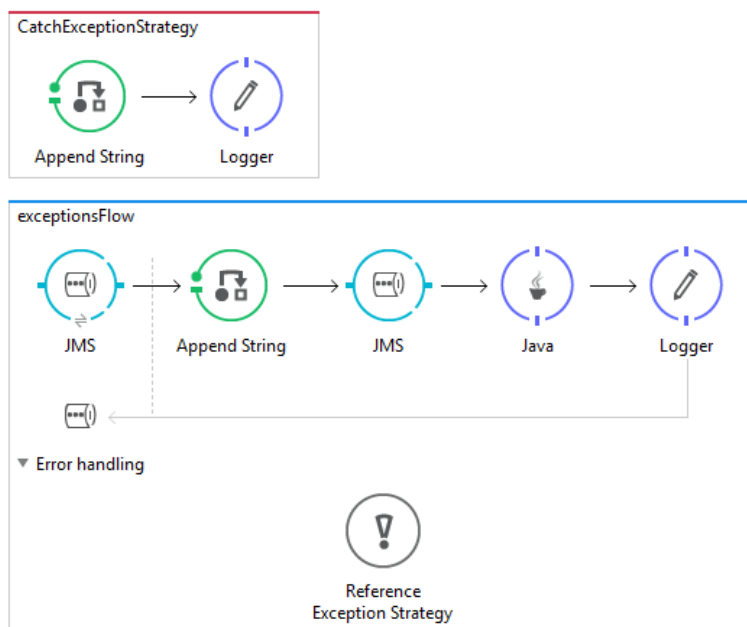 CatchExceptionStrategy
Append String
Logger
exceptionsFlow
JMS
Append String
JMS
Java
Logger
Error handling
Reference
Exception Strategy